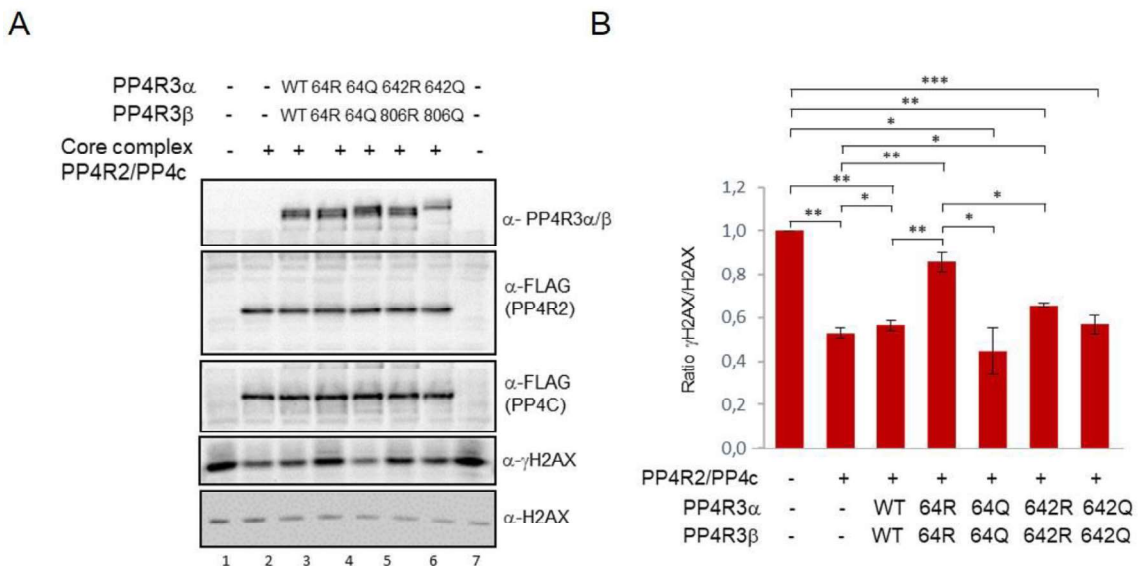 A
PP4R3α - - WT 64R 64Q 642R 642Q -
PP4R3β - - WT 64R 64Q 806R 806Q -
Core complex - + + + + + + -
PP4R2/PP4c
α- PP4R3α/β
α-FLAG
(PP4R2)
α-FLAG
(PP4C)
α-γH2AX
α-H2AX
1 2 3 4 5 6 7
B
***
**
*
*
**
** *
** * ** *
1,2
1,0
0,8
0,6
0,4
0,2
0,0
Ratio γH2AX/H2AX
PP4R2/PP4c - + + + + + +
PP4R3α - - WT 64R 64Q 642R 642Q
PP4R3β - - WT 64R 64Q 642R 642Q